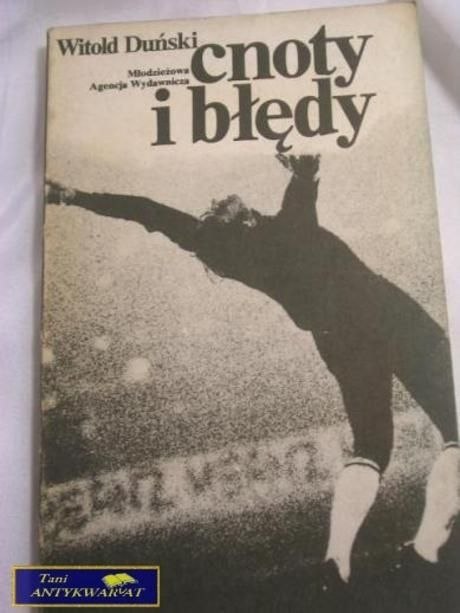 Witold Duński
cnoty
i błędy
Młodzieżowa
Agencja Wydawnicza
Tani
ANTYKWARIAT